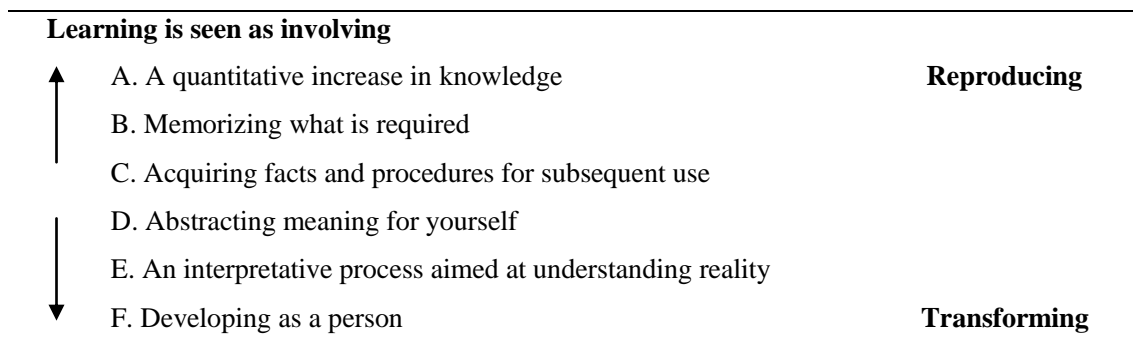 Learning is seen as involving
A. A quantitative increase in knowledge Reproducing
B. Memorizing what is required
C. Acquiring facts and procedures for subsequent use
D. Abstracting meaning for yourself
E. An interpretative process aimed at understanding reality
F. Developing as a person Transforming